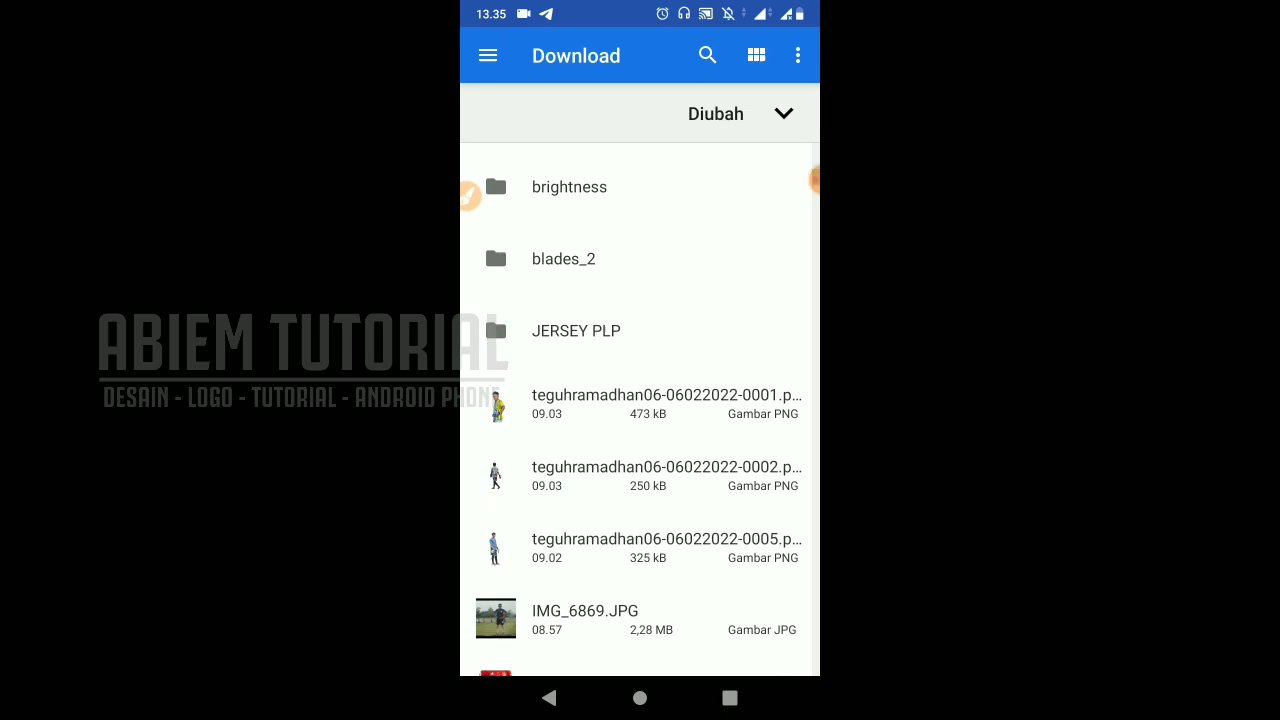 13.35
Download
Diubah
brightness
blades_2
JERSEY PLP
ABIEM TUTORIAL
DESAIN - LOGO - TUTORIAL - ANDROID PHONE
teguhramadhan06-06022022-0001.p...
09.03 473 kB Gambar PNG
teguhramadhan06-06022022-0002.p...
09.03 250 kB Gambar PNG
teguhramadhan06-06022022-0005.p...
09.02 325 kB Gambar PNG
IMG_6869.JPG
08.57 2,28 MB Gambar JPG